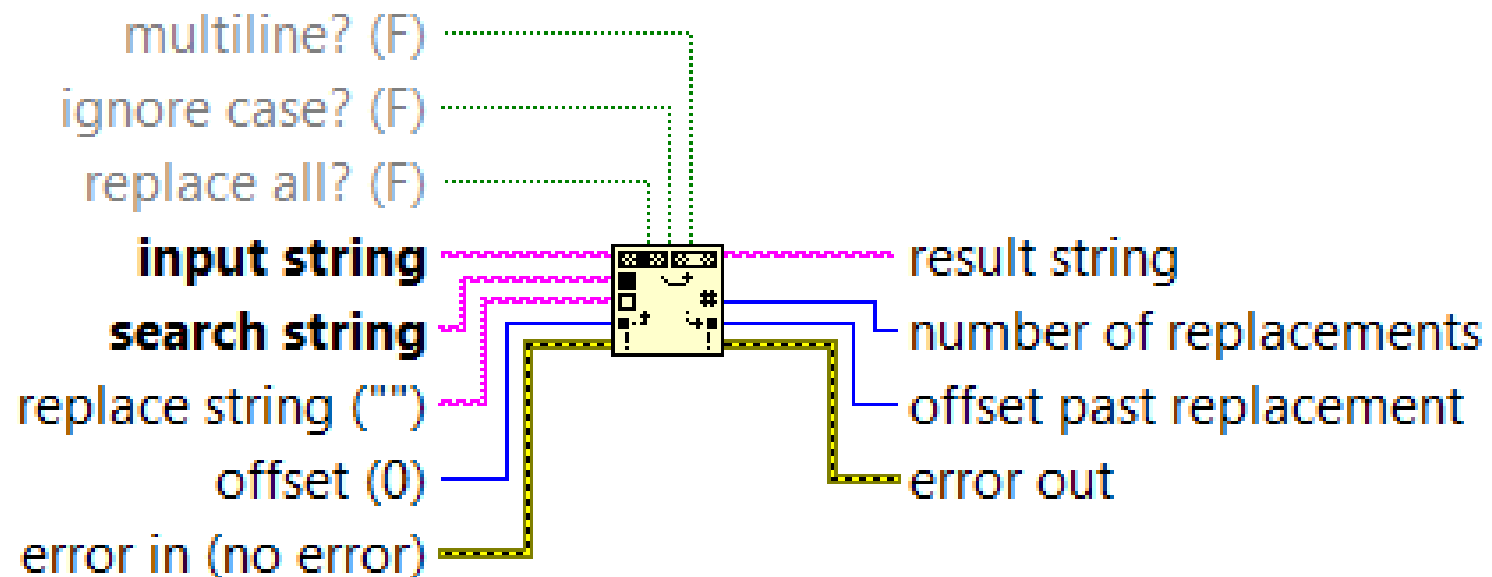 multiline? (F)
ignore case? (F)
replace all? (F)
input string
search string
replace string ("")
offset (0)
error in (no error)
result string
number of replacements
offset past replacement
error out